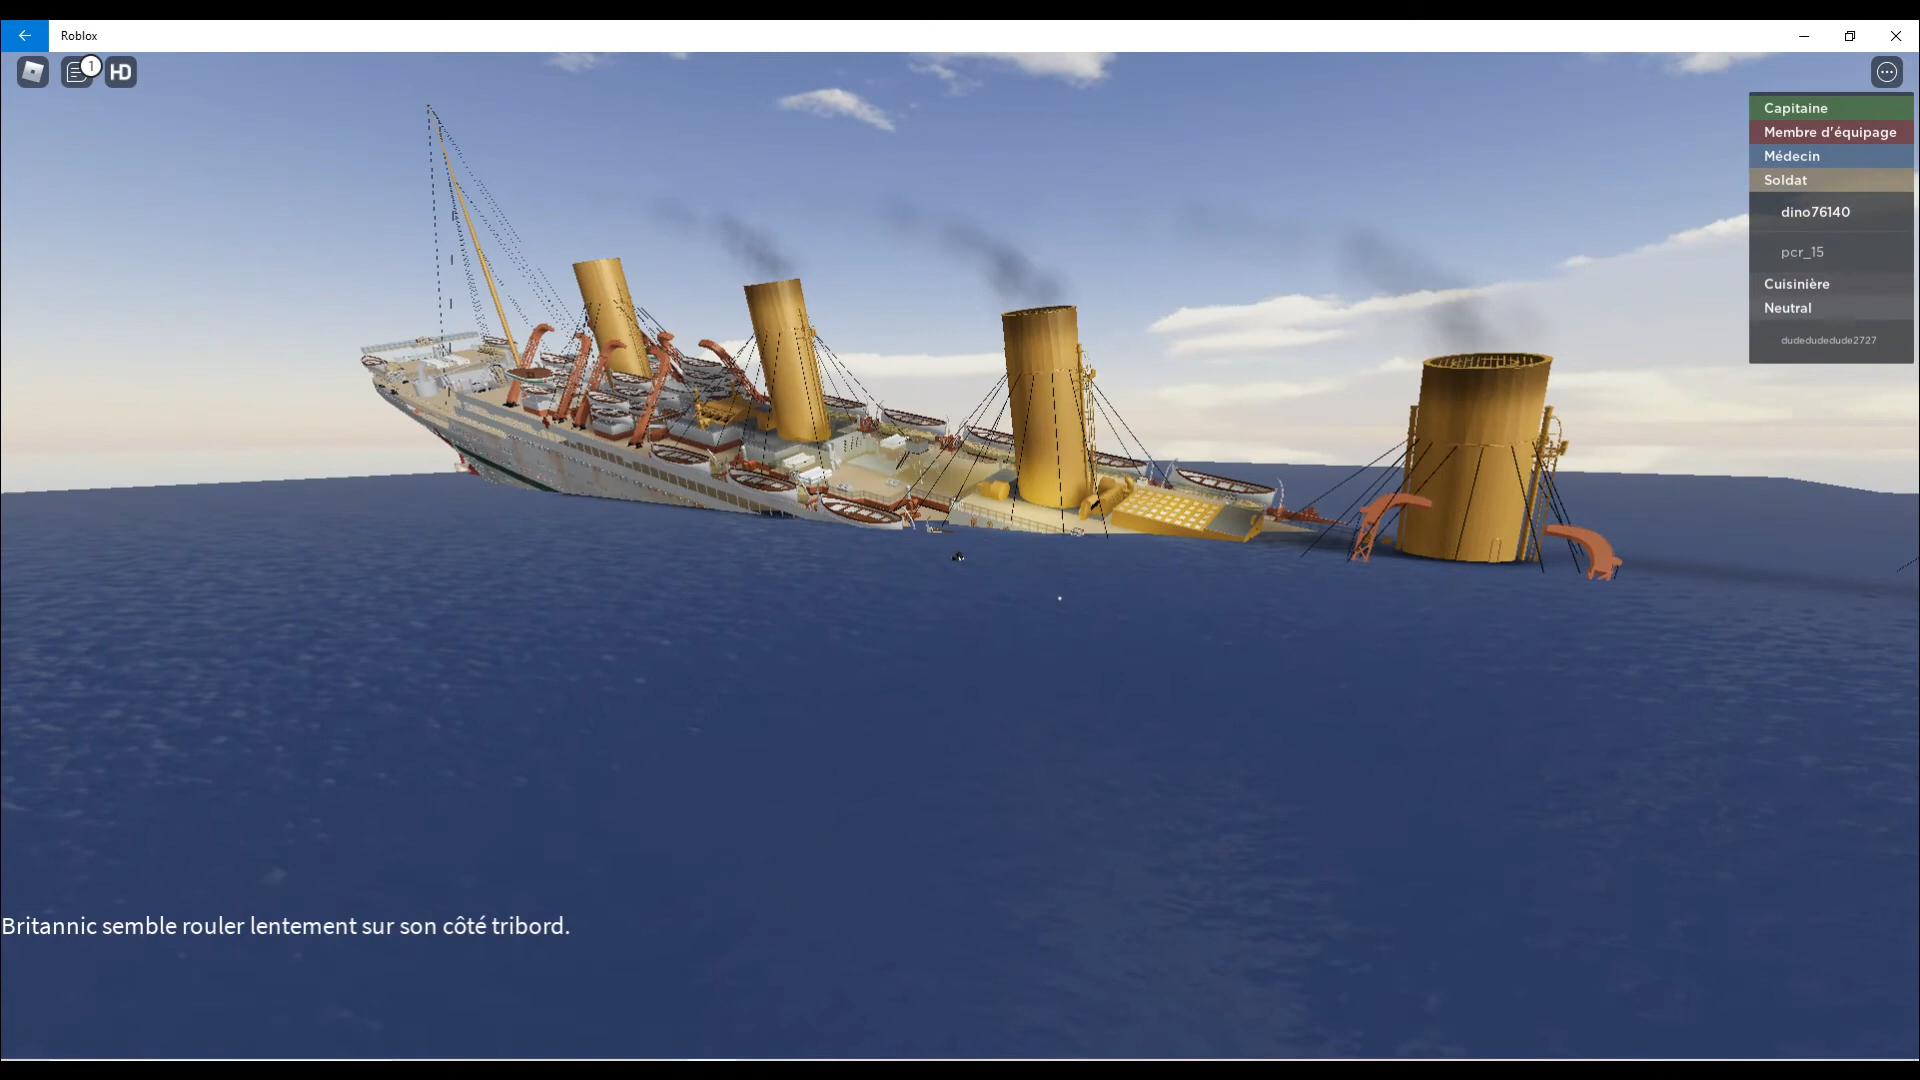 Roblox
1
HD
Capitaine
Membre d'équipage
Médecin
Soldat
dino76140
pcr_15
Cuisinière
Neutral
dudedudedude2727
Britannic semble rouler lentement sur son côté tribord.